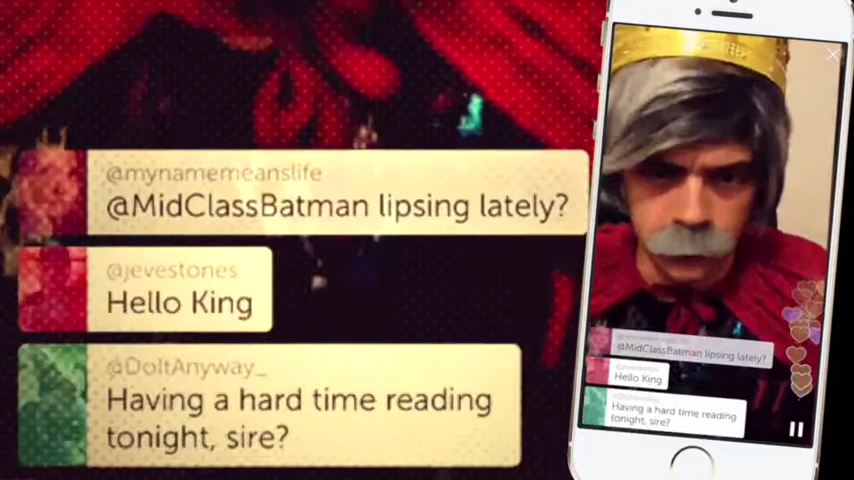 @mynamemeanslife
@MidClassBatman lipsing lately?
@jevestones
Hello King
@DoItAnyway_
Having a hard time reading
tonight, sire?
@MidClassBatman lipsing lately?
Hello King
Having a hard time reading
tonight, sire?